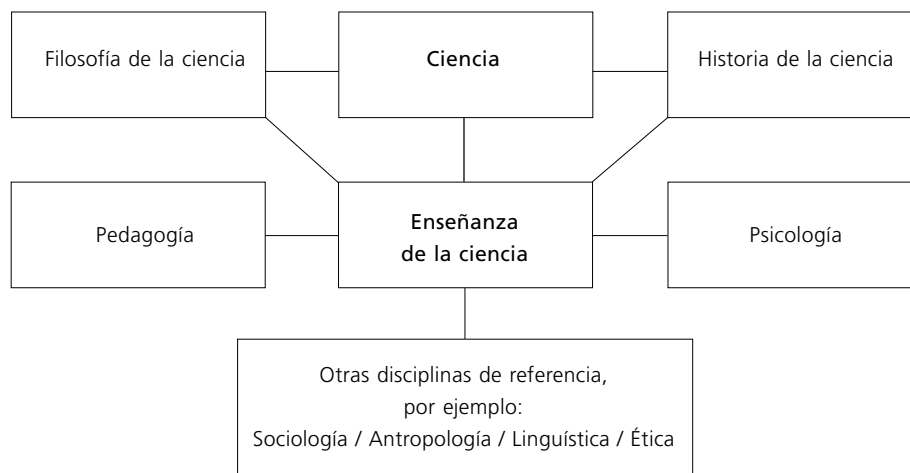 Filosofía de la ciencia
Ciencia
Historia de la ciencia
Pedagogía
Enseñanza
de la ciencia
Psicología
Otras disciplinas de referencia,
por ejemplo:
Sociología / Antropología / Linguística / Ética